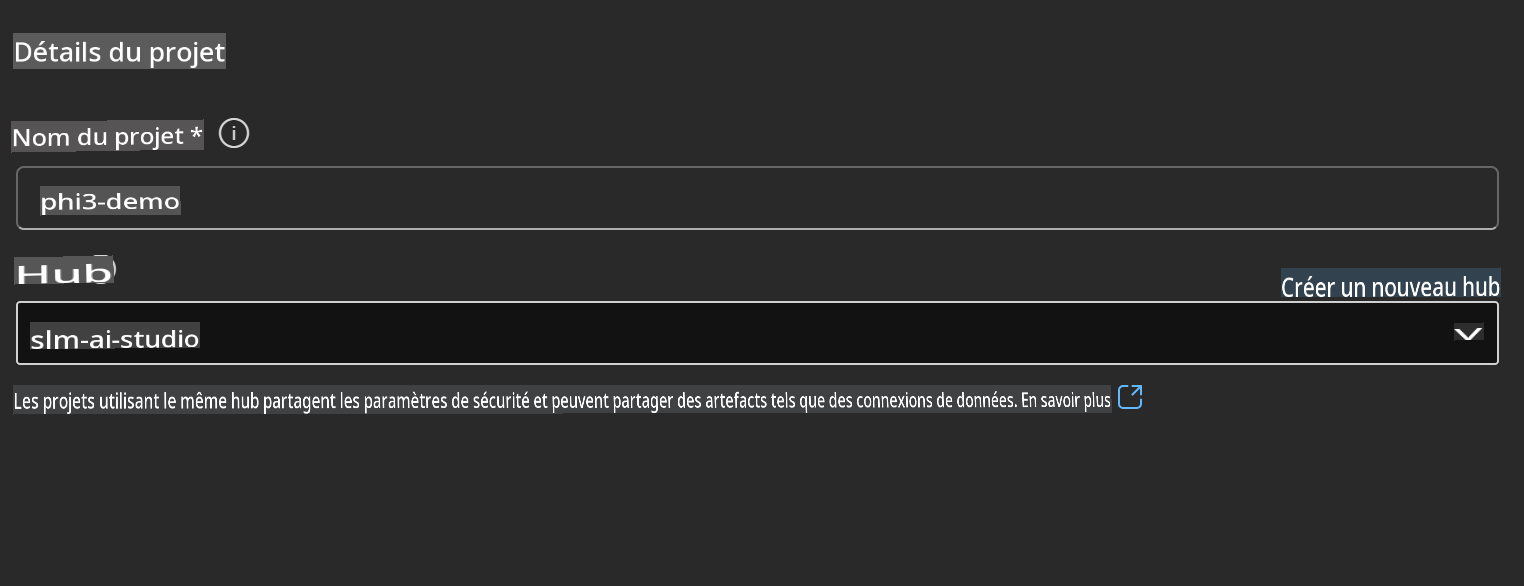 Détails du projet
Nom du projet *
phi3-demo
Hub
Créer un nouveau hub
slm-ai-studio
Les projets utilisant le même hub partagent les paramètres de sécurité et peuvent partager des artefacts tels que des connexions de données. En savoir plus